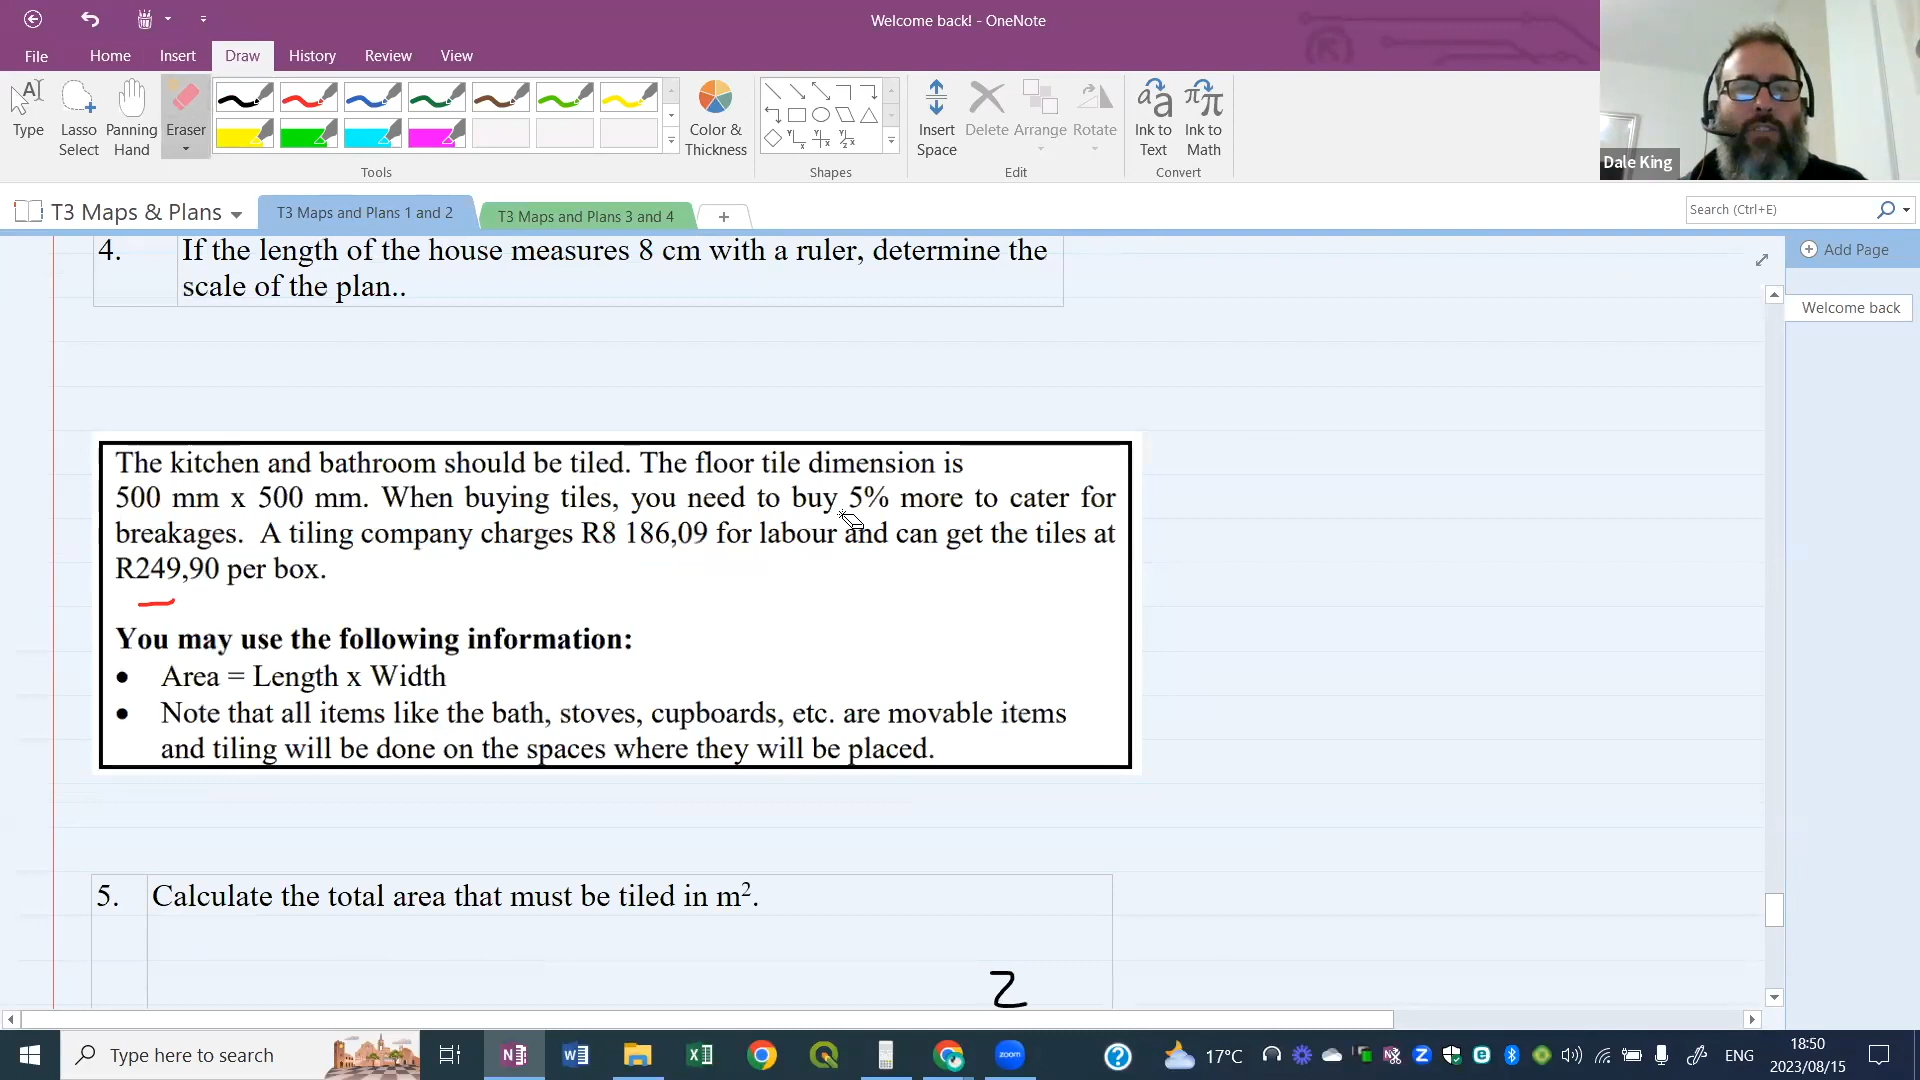 Welcome back! - OneNote
File Home Insert Draw History Review View
Type
Lasso Select
Panning Hand
Eraser
Color & Thickness
Insert Space
Delete
Arrange
Rotate
Ink to Text
Ink to Math
Tools
Shapes
Edit
Convert
Dale King
T3 Maps & Plans
T3 Maps and Plans 1 and 2
T3 Maps and Plans 3 and 4
Search (Ctrl+E)
Add Page
Welcome back
4. If the length of the house measures 8 cm with a ruler, determine the
scale of the plan..
The kitchen and bathroom should be tiled. The floor tile dimension is
500 mm x 500 mm. When buying tiles, you need to buy 5% more to cater for
breakages. A tiling company charges R8 186,09 for labour and can get the tiles at
R249,90 per box.
You may use the following information:
• Area = Length x Width
• Note that all items like the bath, stoves, cupboards, etc. are movable items
and tiling will be done on the spaces where they will be placed.
5. Calculate the total area that must be tiled in m².
2
Type here to search
zoom
17°C
ENG
18:50
2023/08/15